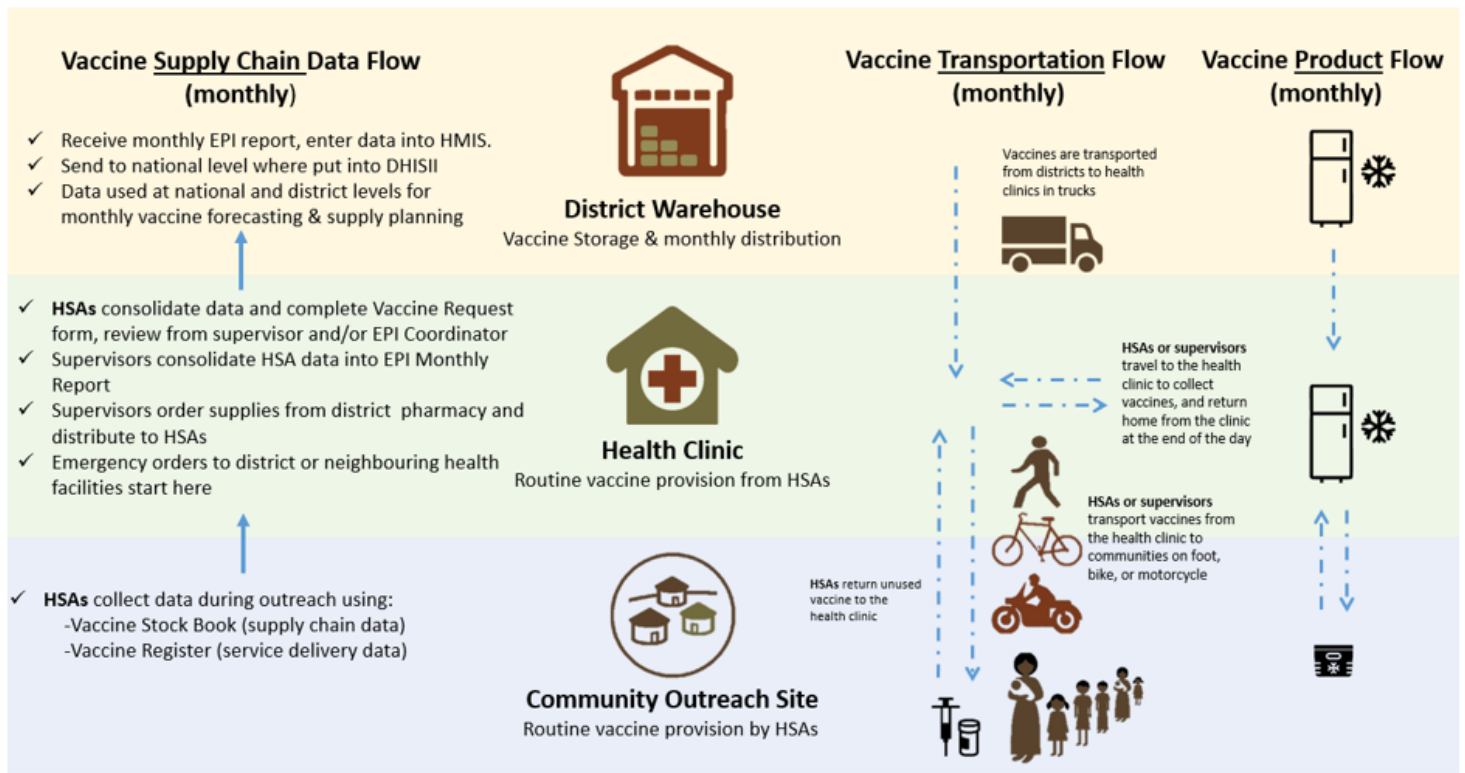 Vaccine Supply Chain Data Flow
(monthly)
✓ Receive monthly EPI report, enter data into HMIS.
✓ Send to national level where put into DHISII
✓ Data used at national and district levels for
monthly vaccine forecasting & supply planning
District Warehouse
Vaccine Storage & monthly distribution
Vaccine Transportation Flow
(monthly)
Vaccines are transported
from districts to health
clinics in trucks
Vaccine Product Flow
(monthly)
✓ HSAs consolidate data and complete Vaccine Request
form, review from supervisor and/or EPI Coordinator
✓ Supervisors consolidate HSA data into EPI Monthly
Report
✓ Supervisors order supplies from district pharmacy and
distribute to HSAs
✓ Emergency orders to district or neighbouring health
facilities start here
Health Clinic
Routine vaccine provision from HSAs
HSAs or supervisors
travel to the health
clinic to collect
vaccines, and return
home from the clinic
at the end of the day
HSAs or supervisors
transport vaccines from
the health clinic to
communities on foot,
bike, or motorcycle
✓ HSAs collect data during outreach using:
-Vaccine Stock Book (supply chain data)
-Vaccine Register (service delivery data)
Community Outreach Site
Routine vaccine provision by HSAs
HSAs return unused
vaccine to the
health clinic